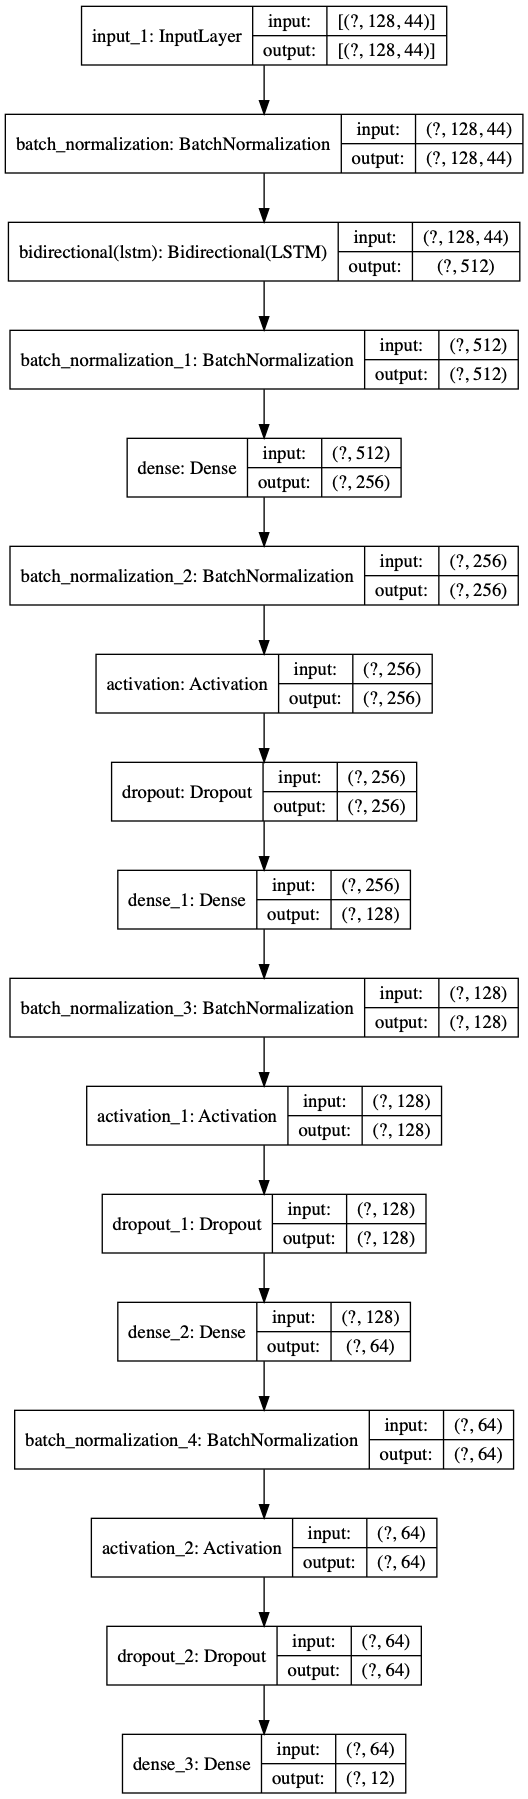 input_1: InputLayer
input: [(?, 128, 44)]
output: [(?, 128, 44)]
batch_normalization: BatchNormalization
input: (?, 128, 44)
output: (?, 128, 44)
bidirectional(lstm): Bidirectional(LSTM)
input: (?, 128, 44)
output: (?, 512)
batch_normalization_1: BatchNormalization
input: (?, 512)
output: (?, 512)
dense: Dense
input: (?, 512)
output: (?, 256)
batch_normalization_2: BatchNormalization
input: (?, 256)
output: (?, 256)
activation: Activation
input: (?, 256)
output: (?, 256)
dropout: Dropout
input: (?, 256)
output: (?, 256)
dense_1: Dense
input: (?, 256)
output: (?, 128)
batch_normalization_3: BatchNormalization
input: (?, 128)
output: (?, 128)
activation_1: Activation
input: (?, 128)
output: (?, 128)
dropout_1: Dropout
input: (?, 128)
output: (?, 128)
dense_2: Dense
input: (?, 128)
output: (?, 64)
batch_normalization_4: BatchNormalization
input: (?, 64)
output: (?, 64)
activation_2: Activation
input: (?, 64)
output: (?, 64)
dropout_2: Dropout
input: (?, 64)
output: (?, 64)
dense_3: Dense
input: (?, 64)
output: (?, 12)